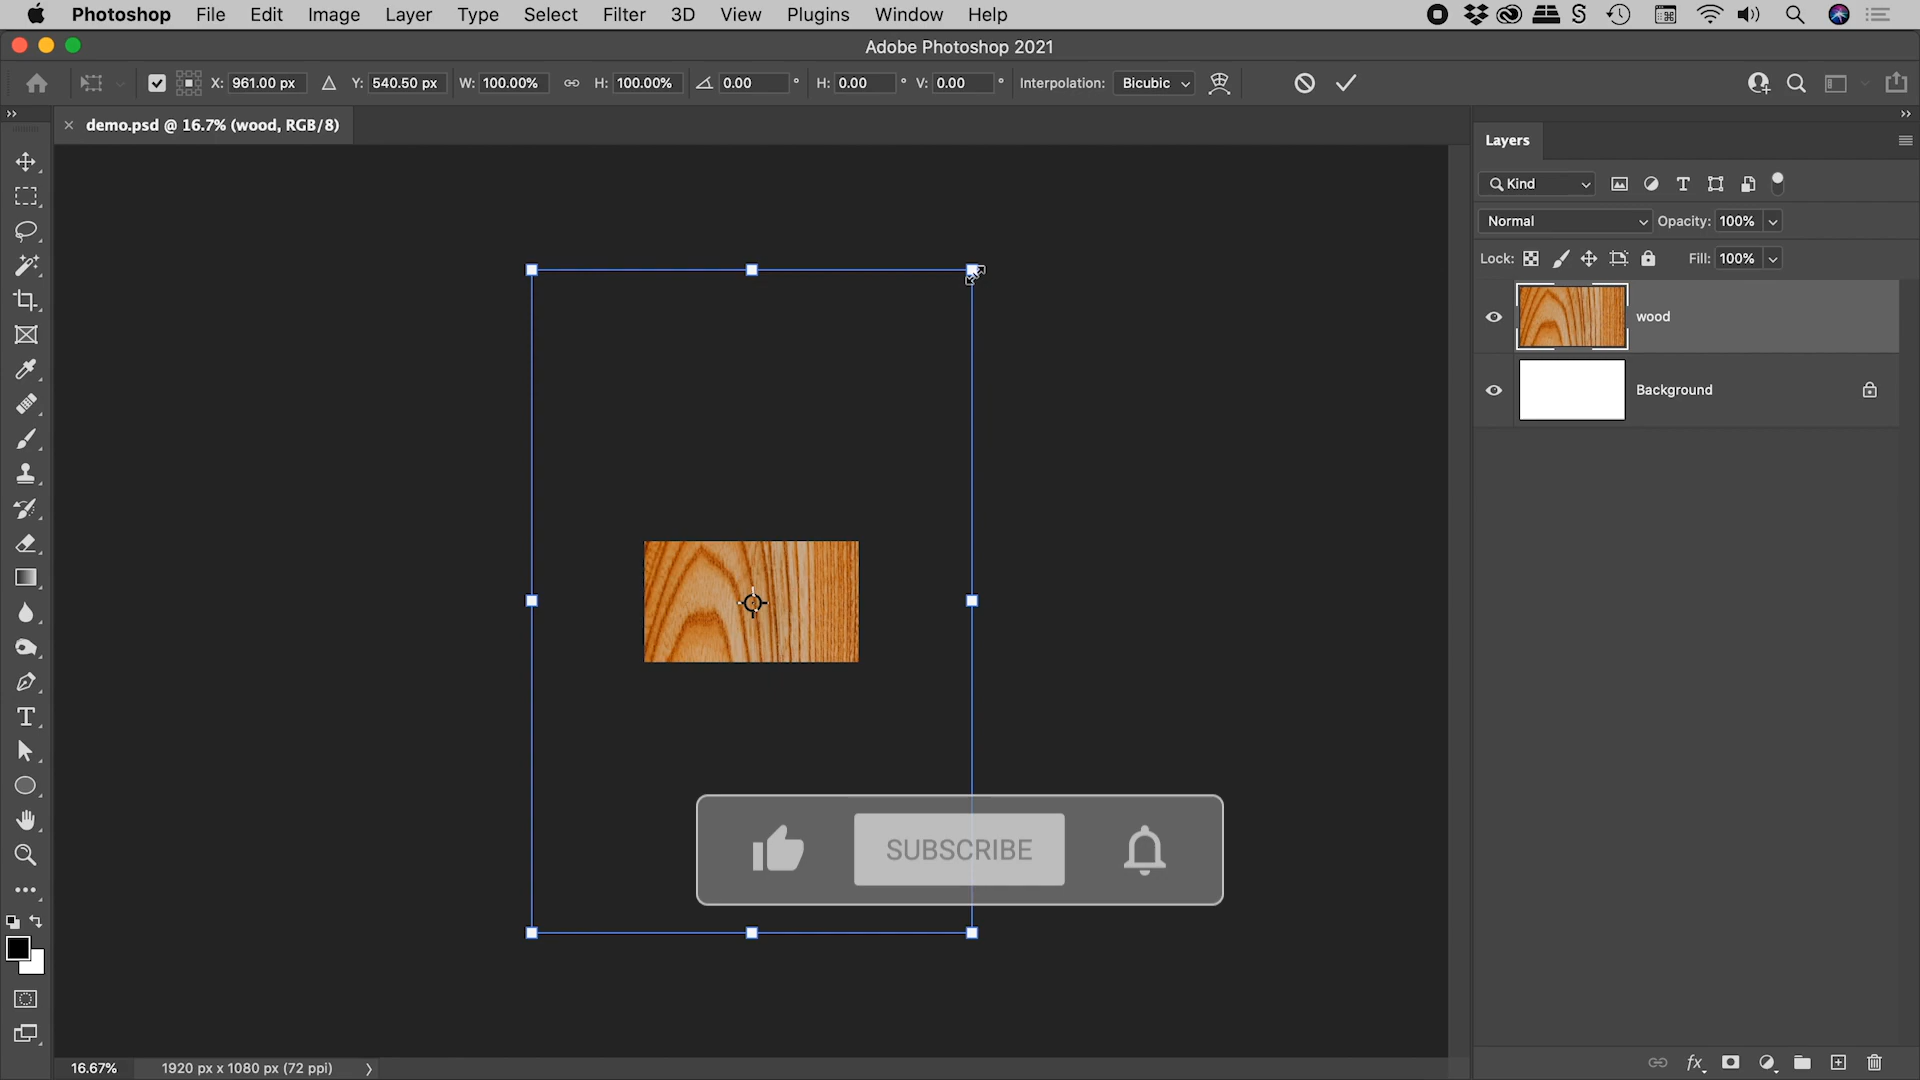 Photoshop File Edit Image Layer Type Select Filter 3D View Plugins Window Help
Adobe Photoshop 2021
X: 961.00 px Y: 540.50 px W: 100.00% H: 100.00% 0.00 ° H: 0.00 ° V: 0.00 ° Interpolation: Bicubic
demo.psd @ 16.7% (wood, RGB/8)
Layers
Kind
Normal Opacity: 100%
Lock: Fill: 100%
wood
Background
SUBSCRIBE
16.67% 1920 px x 1080 px (72 ppi)